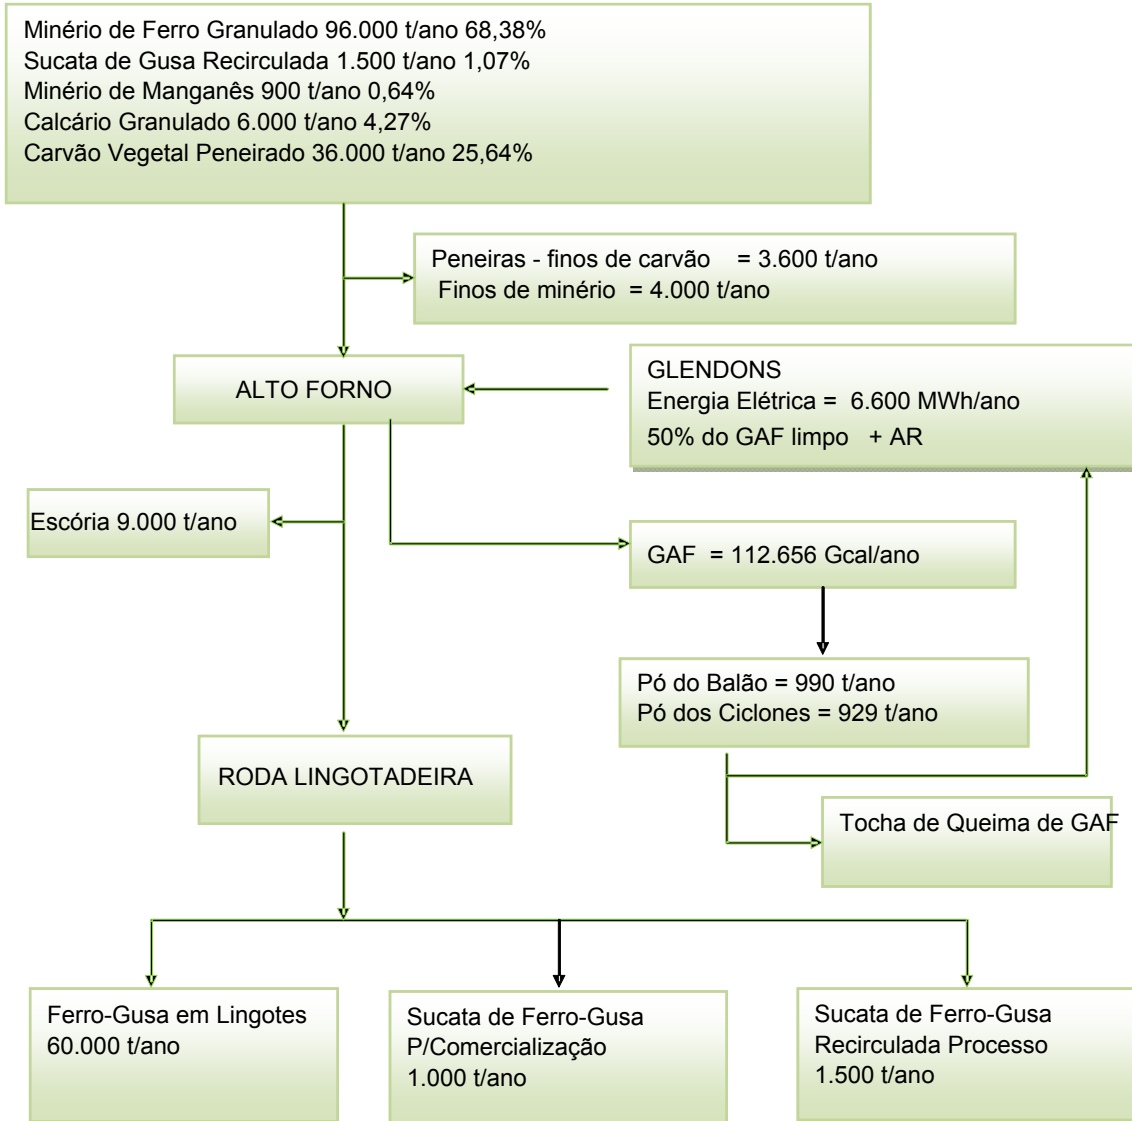 Minério de Ferro Granulado 96.000 t/ano 68,38%
Sucata de Gusa Recirculada 1.500 t/ano 1,07%
Minério de Manganês 900 t/ano 0,64%
Calcário Granulado 6.000 t/ano 4,27%
Carvão Vegetal Peneirado 36.000 t/ano 25,64%
Peneiras - finos de carvão = 3.600 t/ano
Finos de minério = 4.000 t/ano
ALTO FORNO
GLENDONS
Energia Elétrica = 6.600 MWh/ano
50% do GAF limpo + AR
Escória 9.000 t/ano
GAF = 112.656 Gcal/ano
Pó do Balão = 990 t/ano
Pó dos Ciclones = 929 t/ano
RODA LINGOTADEIRA
Tocha de Queima de GAF
Ferro-Gusa em Lingotes
60.000 t/ano
Sucata de Ferro-Gusa
P/Comercialização
1.000 t/ano
Sucata de Ferro-Gusa
Recirculada Processo
1.500 t/ano